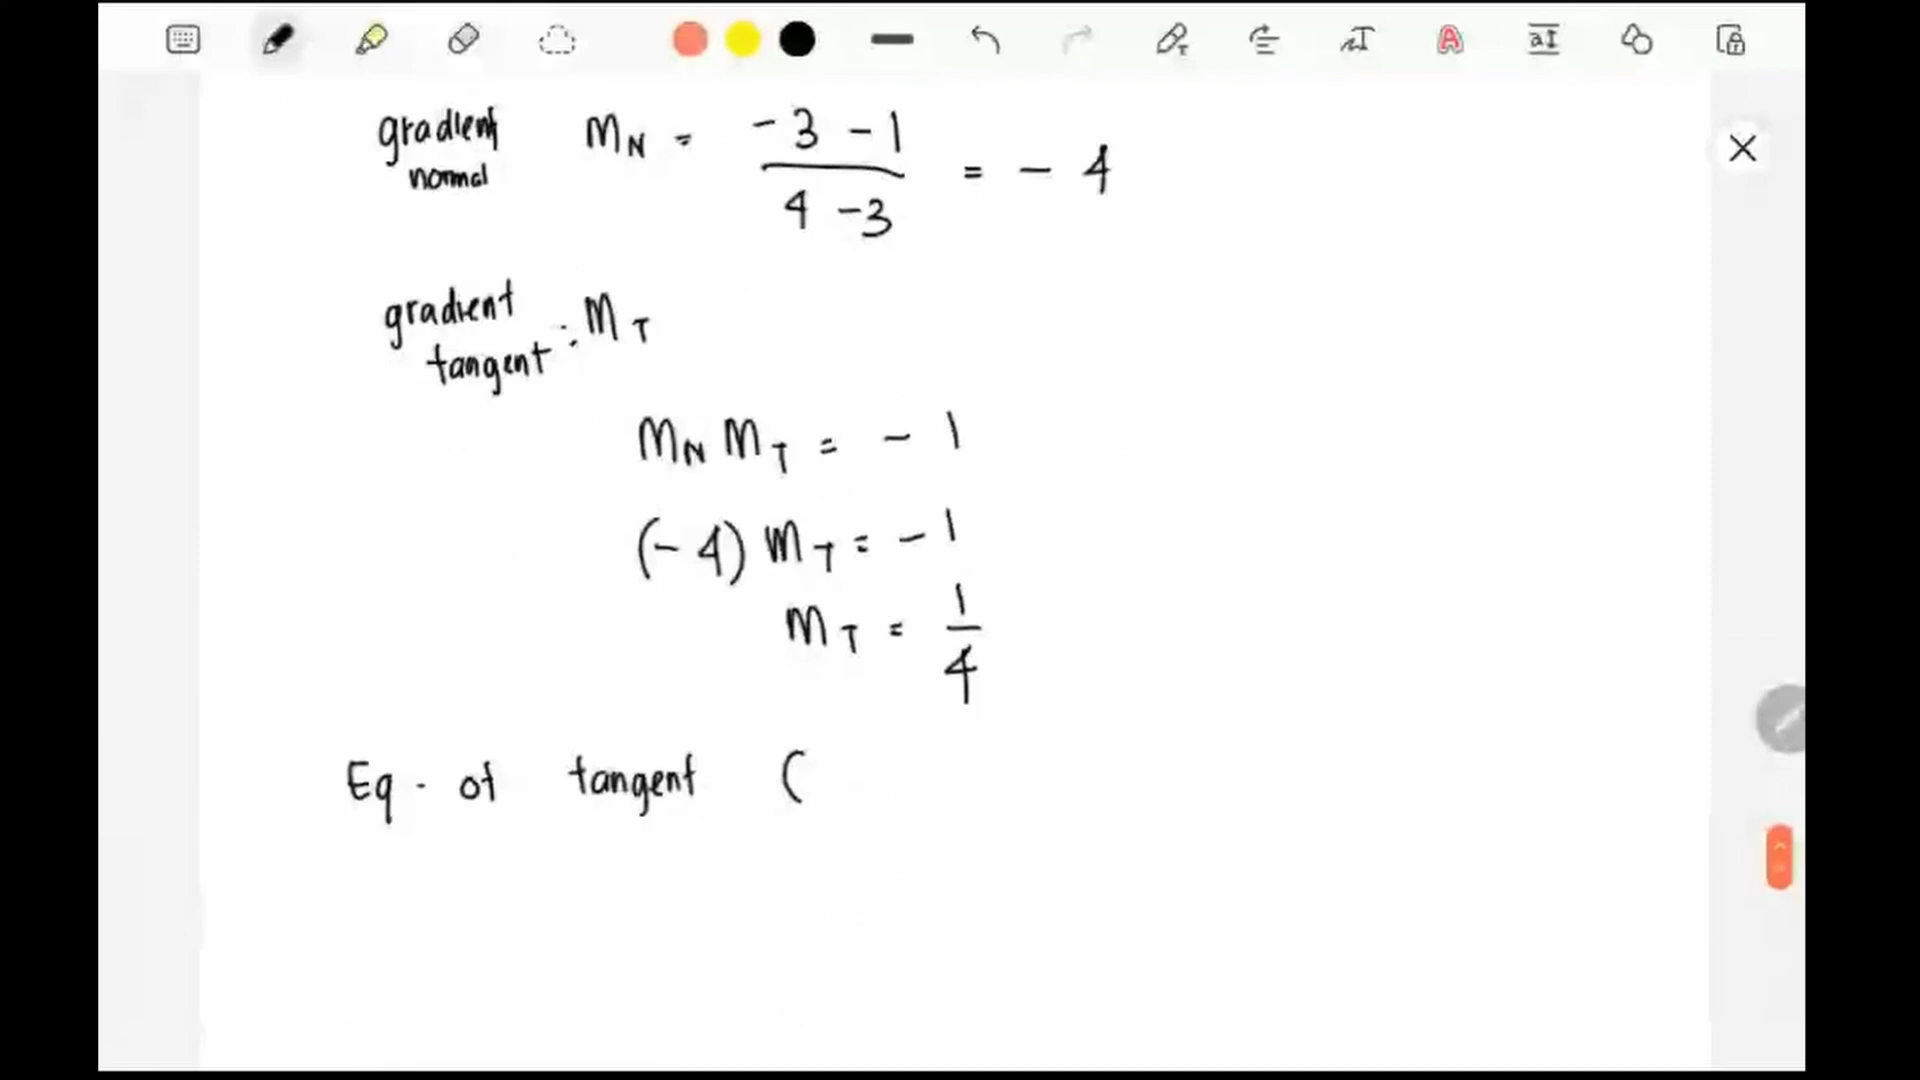 gradient normal M_N = (-3 - 1)/(4 - 3) = - 4
gradient tangent : M_T
M_N M_T = - 1
(- 4) M_T = - 1
M_T = 1/4
Eq. of tangent (